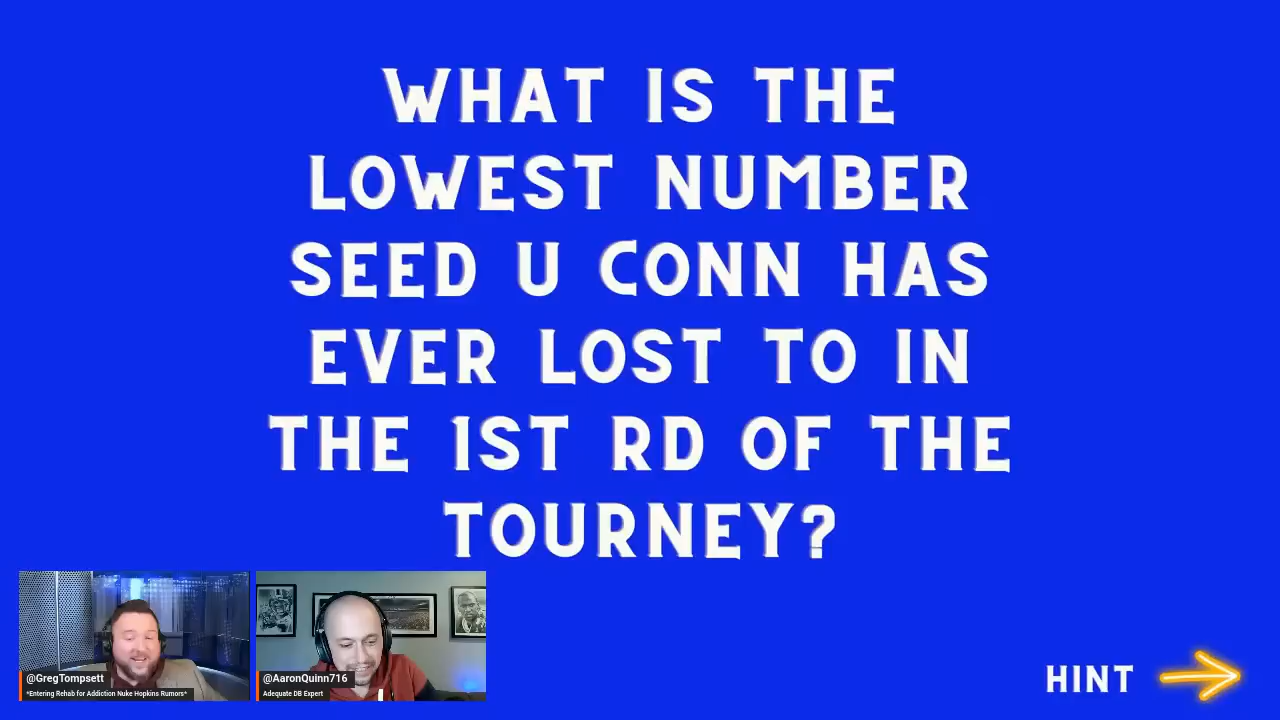 WHAT IS THE
LOWEST NUMBER
SEED U CONN HAS
EVER LOST TO IN
THE 1ST RD OF THE
TOURNEY?
@GregTompsett
*Entering Rehab for Addiction Nuke Hopkins Rumors*
@AaronQuinn716
Adequate DB Expert
HINT